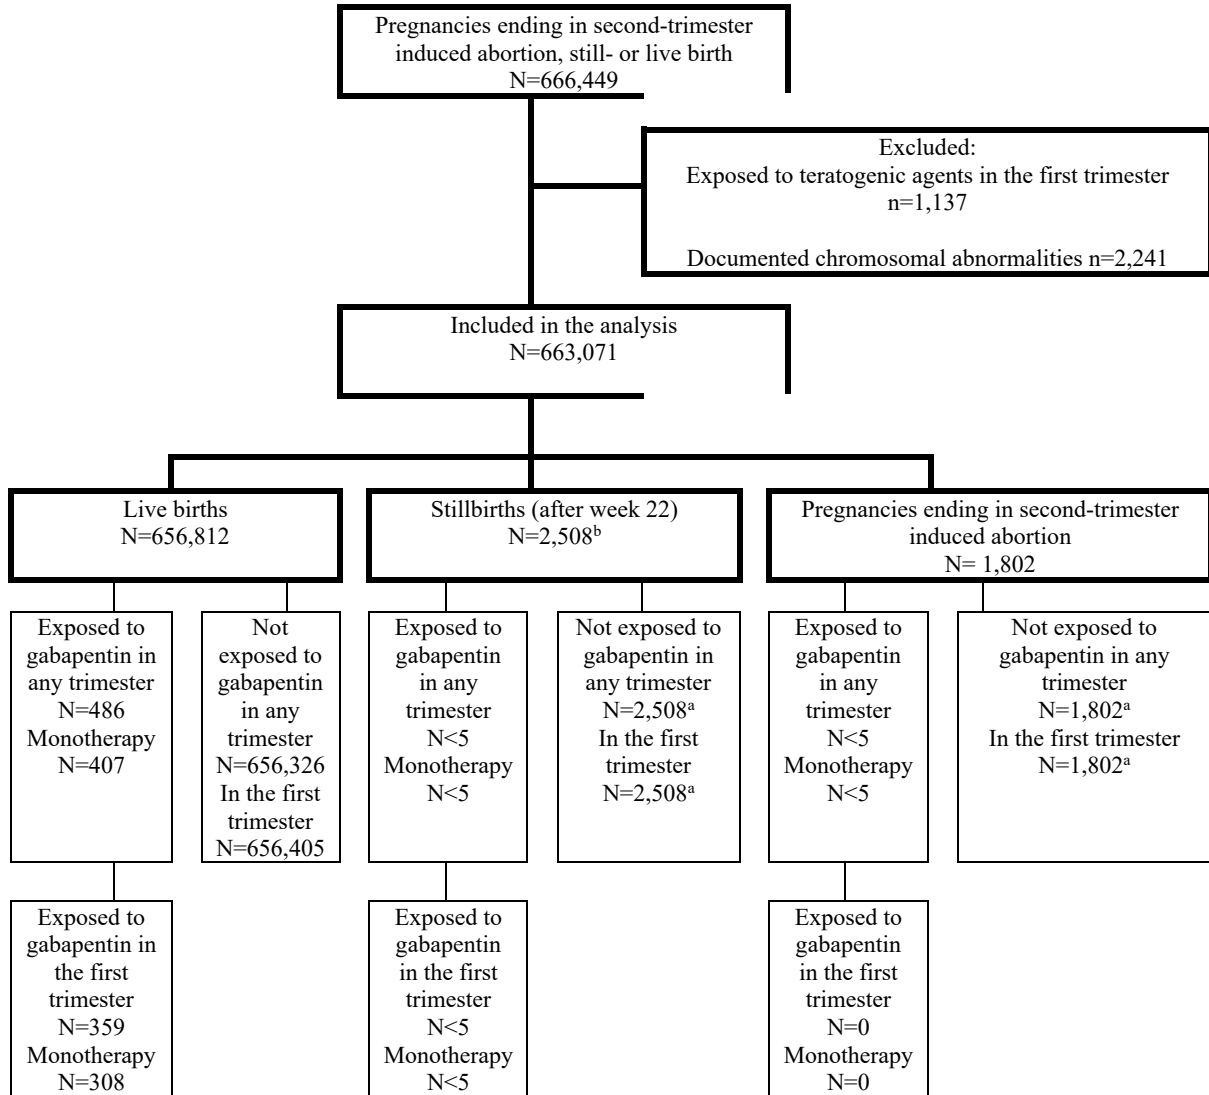 Pregnancies ending in second-trimester
induced abortion, still- or live birth
N=666,449
Excluded:
Exposed to teratogenic agents in the first trimester
n=1,137
Documented chromosomal abnormalities n=2,241
Included in the analysis
N=663,071
Live births
N=656,812
Stillbirths (after week 22)
N=2,508ᵇ
Pregnancies ending in second-trimester
induced abortion
N= 1,802
Exposed to
gabapentin in
any trimester
N=486
Monotherapy
N=407
Not
exposed to
gabapentin
in any
trimester
N=656,326
In the first
trimester
N=656,405
Exposed to
gabapentin
in any
trimester
N<5
Monotherapy
N<5
Not exposed to
gabapentin in
any trimester
N=2,508ᵃ
In the first
trimester
N=2,508ᵃ
Exposed to
gabapentin
in any
trimester
N<5
Monotherapy
N<5
Not exposed to
gabapentin in any
trimester
N=1,802ᵃ
In the first trimester
N=1,802ᵃ
Exposed to
gabapentin in
the first
trimester
N=359
Monotherapy
N=308
Exposed to
gabapentin
in the first
trimester
N<5
Monotherapy
N<5
Exposed to
gabapentin
in the first
trimester
N=0
Monotherapy
N=0